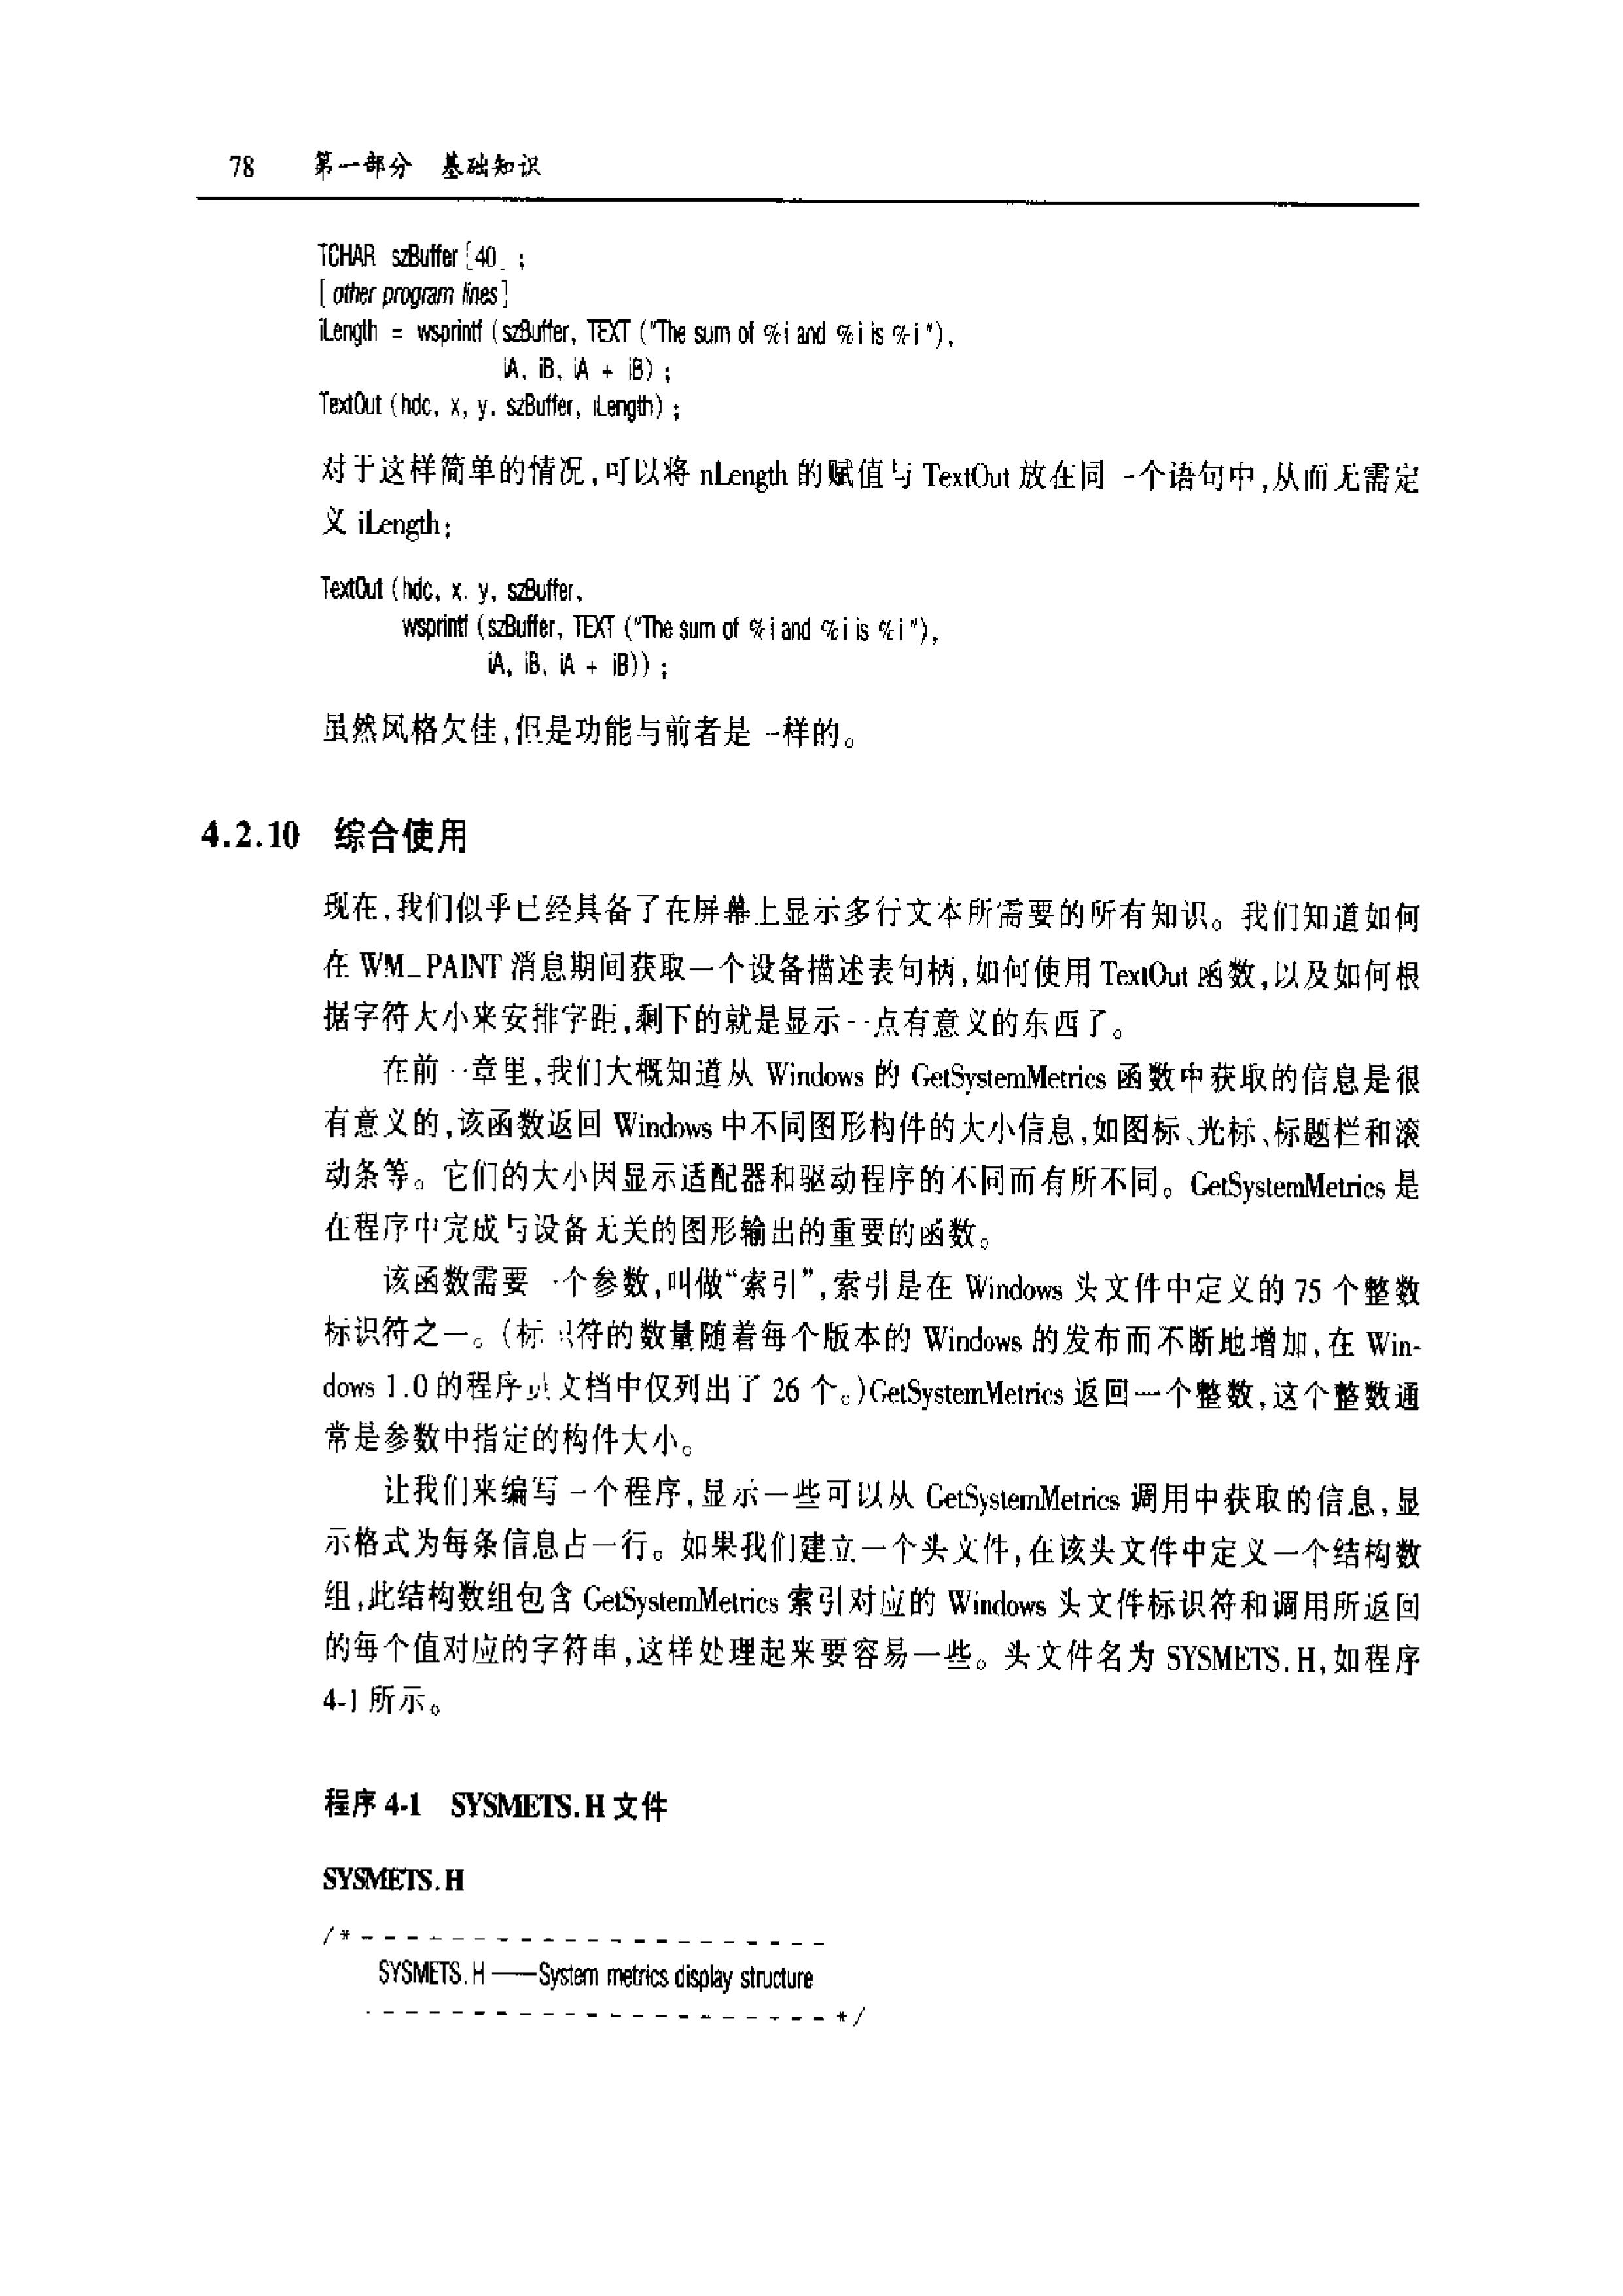 78 第一部分 基础知识
TCHAR szBuffer[40] ;
[other program lines]
iLength = wsprintf (szBuffer, TEXT ("The sum of %i and %i is %i"),
iA, iB, iA + iB) ;
TextOut (hdc, x, y, szBuffer, iLength) ;
对于这样简单的情况,可以将 nLength 的赋值与 TextOut 放在同一个语句中,从而无需定
义 iLength:
TextOut (hdc, x, y, szBuffer,
wsprintf (szBuffer, TEXT ("The sum of %i and %i is %i"),
iA, iB, iA + iB)) ;
虽然风格欠佳,但是功能与前者是一样的。
4.2.10 综合使用
现在,我们似乎已经具备了在屏幕上显示多行文本所需要的所有知识。我们知道如何
在 WM_PAINT 消息期间获取一个设备描述表句柄,如何使用 TextOut 函数,以及如何根
据字符大小来安排字距,剩下的就是显示一点有意义的东西了。
在前一章里,我们大概知道从 Windows 的 GetSystemMetrics 函数中获取的信息是很
有意义的,该函数返回 Windows 中不同图形构件的大小信息,如图标、光标、标题栏和滚
动条等。它们的大小因显示适配器和驱动程序的不同而有所不同。GetSystemMetrics 是
在程序中完成与设备无关的图形输出的重要的函数。
该函数需要一个参数,叫做“索引”,索引是在 Windows 头文件中定义的 75 个整数
标识符之一。(标识符的数量随着每个版本的 Windows 的发布而不断地增加,在 Win-
dows 1.0 的程序员文档中仅列出了 26 个。)GetSystemMetrics 返回一个整数,这个整数通
常是参数中指定的构件大小。
让我们来编写一个程序,显示一些可以从 GetSystemMetrics 调用中获取的信息,显
示格式为每条信息占一行。如果我们建立一个头文件,在该头文件中定义一个结构数
组,此结构数组包含 GetSystemMetrics 索引对应的 Windows 头文件标识符和调用所返回
的每个值对应的字符串,这样处理起来要容易一些。头文件名为 SYSMETS.H,如程序
4-1 所示。
程序 4-1 SYSMETS.H 文件
SYSMETS.H
/*---------------------
SYSMETS.H ——System metrics display structure
---------------------*/